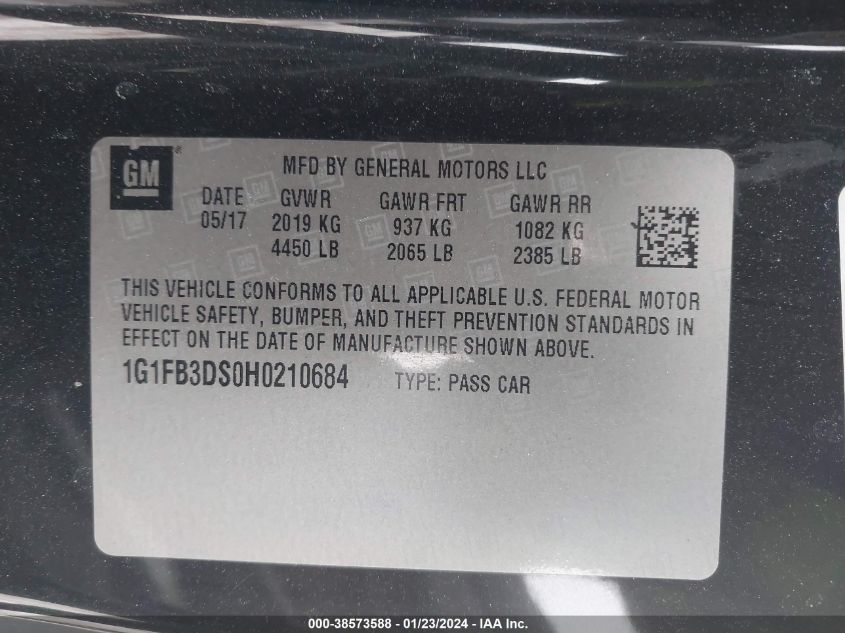 GM
MFD BY GENERAL MOTORS LLC
DATE GVWR GAWR FRT GAWR RR
05/17 2019 KG 937 KG 1082 KG
4450 LB 2065 LB 2385 LB
THIS VEHICLE CONFORMS TO ALL APPLICABLE U.S. FEDERAL MOTOR
VEHICLE SAFETY, BUMPER, AND THEFT PREVENTION STANDARDS IN
EFFECT ON THE DATE OF MANUFACTURE SHOWN ABOVE.
1G1FB3DS0H0210684 TYPE: PASS CAR
000-38573588 - 01/23/2024 - IAA Inc.